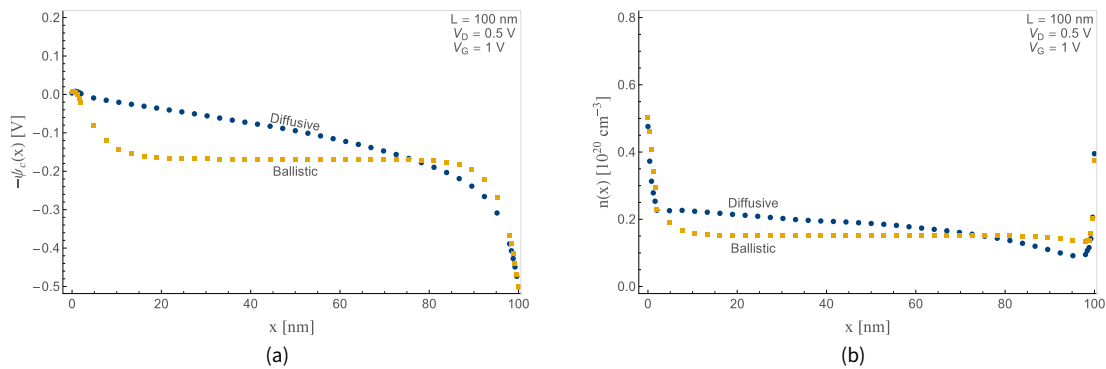 L = 100 nm
V_D = 0.5 V
V_G = 1 V
0.2
0.1
0.0
−0.1
−0.2
−0.3
−0.4
−0.5
−ψ_c(x) [V]
Diffusive
Ballistic
0 20 40 60 80 100
x [nm]
(a)
L = 100 nm
V_D = 0.5 V
V_G = 1 V
0.8
0.6
0.4
0.2
0.0
n(x) [10^20 cm^−3]
Diffusive
Ballistic
0 20 40 60 80 100
x [nm]
(b)